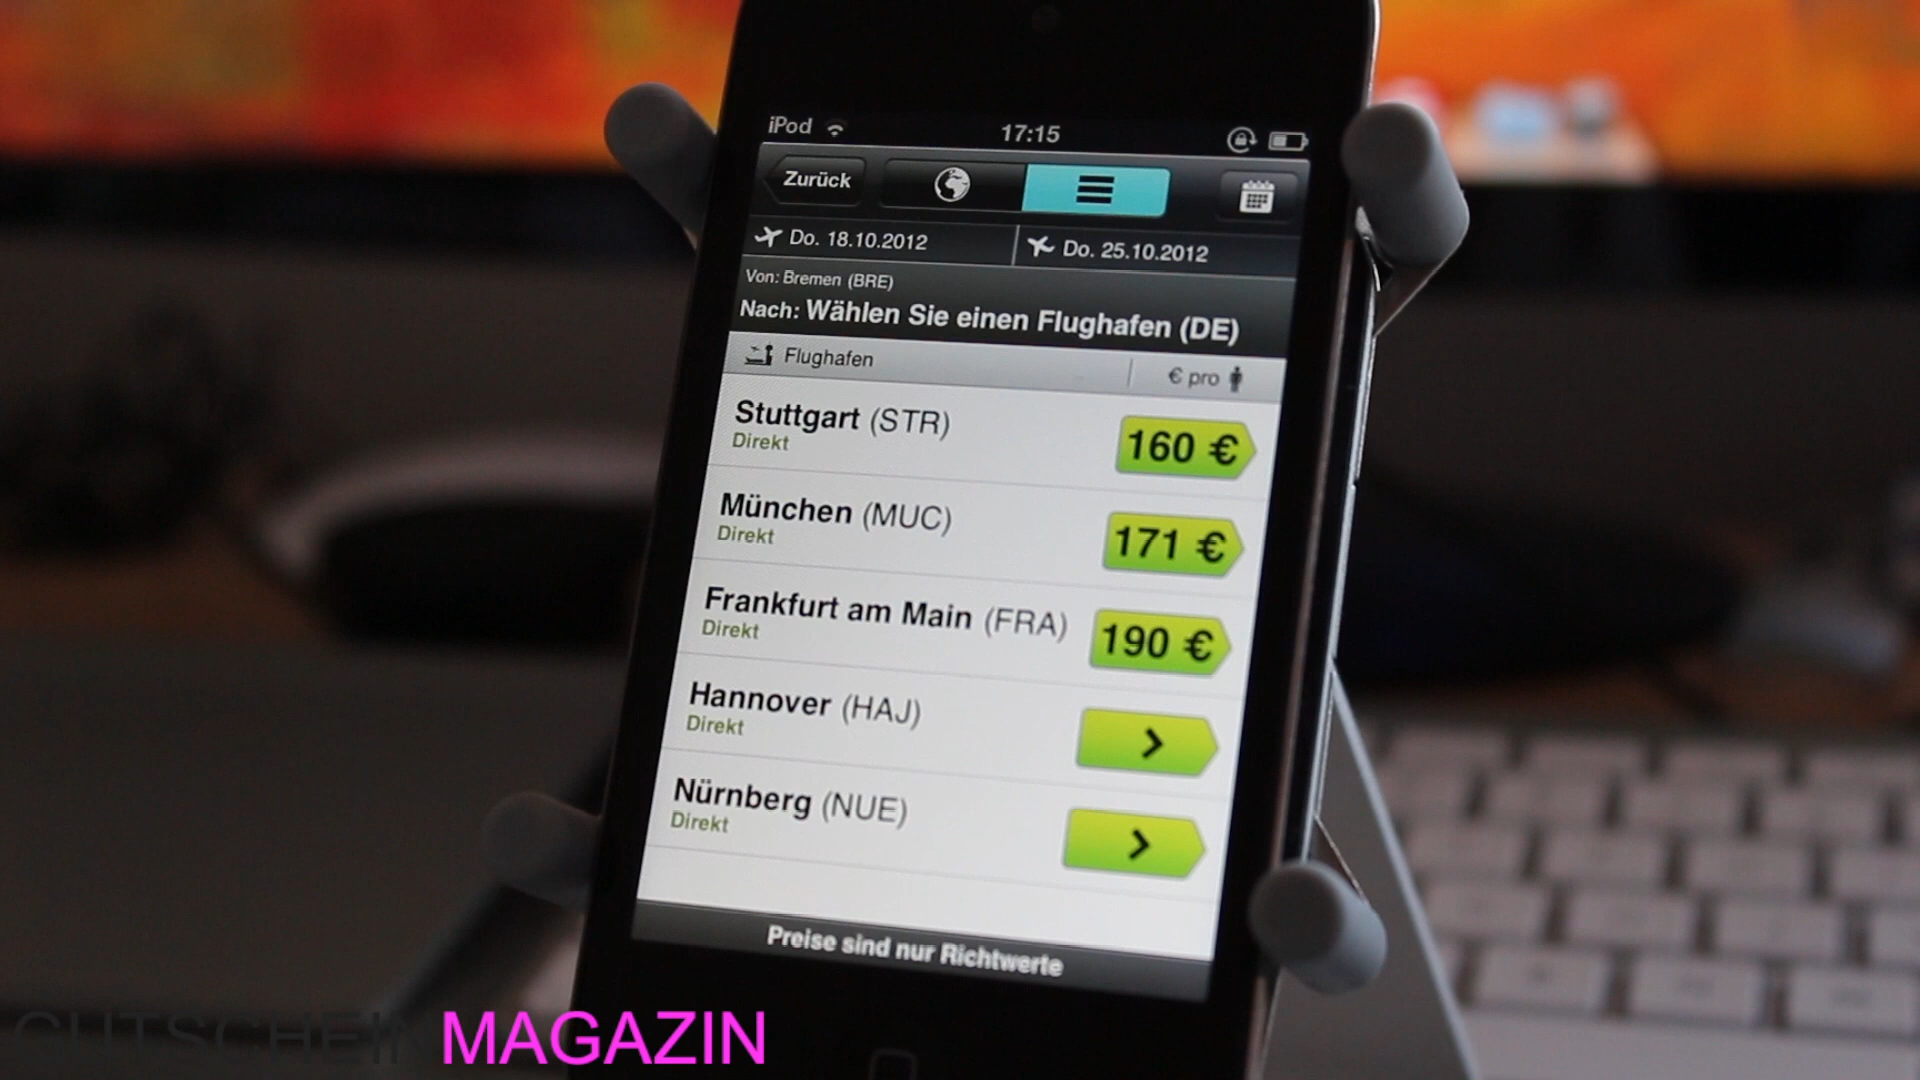 iPod 17:15
Zurück
Do. 18.10.2012 Do. 25.10.2012
Von: Bremen (BRE)
Nach: Wählen Sie einen Flughafen (DE)
Flughafen € pro
Stuttgart (STR) 160 €
Direkt
München (MUC) 171 €
Direkt
Frankfurt am Main (FRA) 190 €
Direkt
Hannover (HAJ)
Direkt
Nürnberg (NUE)
Direkt
Preise sind nur Richtwerte
GUTSCHEIN MAGAZIN